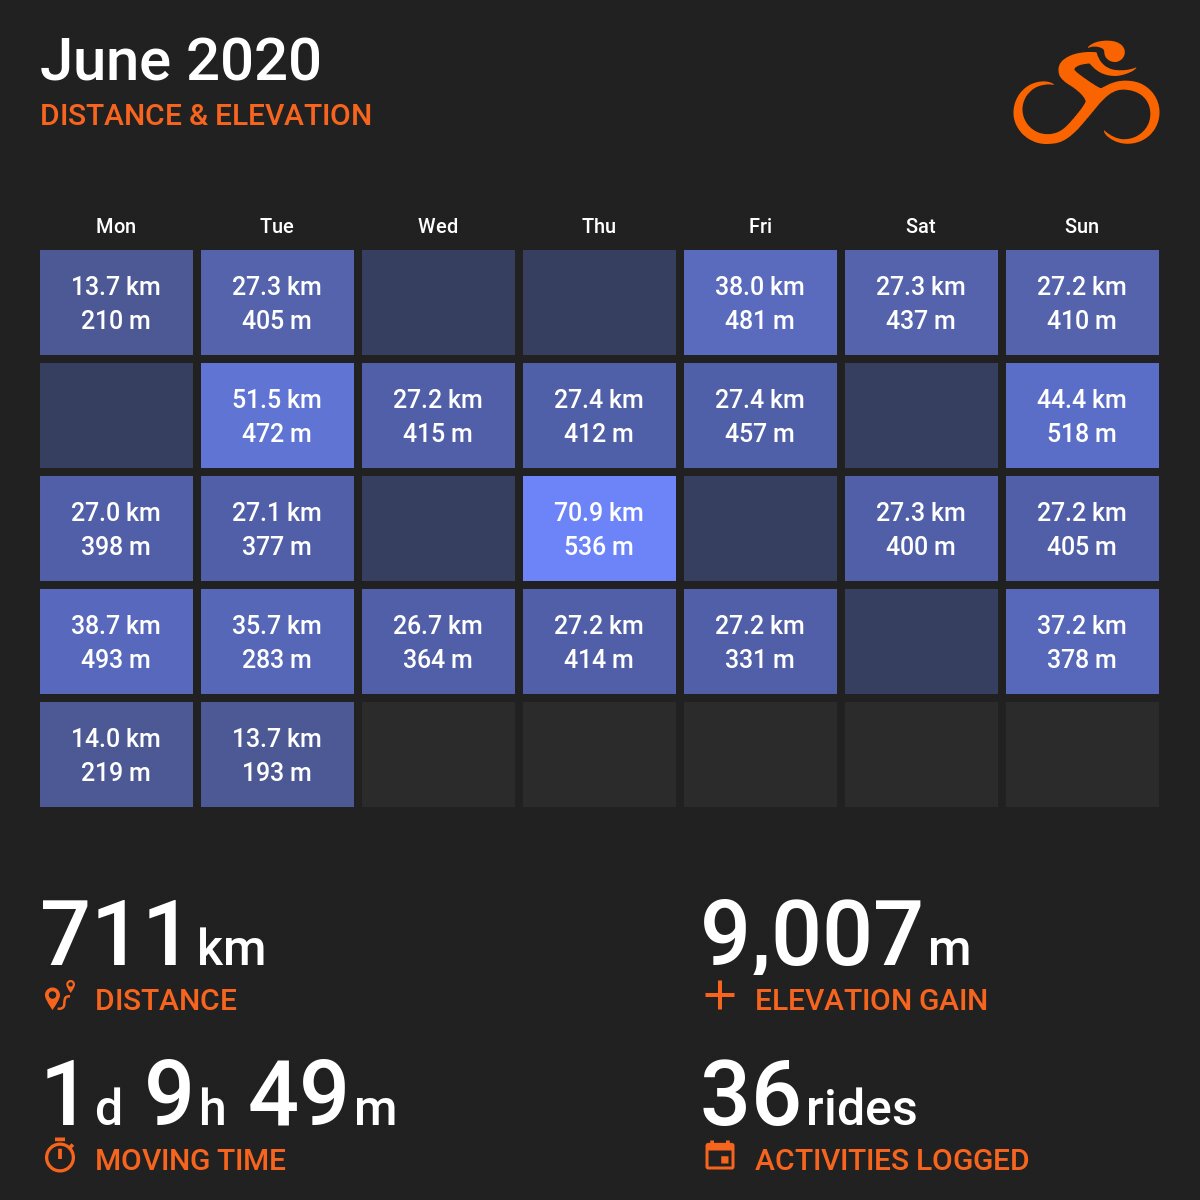 June 2020
DISTANCE & ELEVATION
Mon Tue Wed Thu Fri Sat Sun
13.7 km 27.3 km 38.0 km 27.3 km 27.2 km
210 m 405 m 481 m 437 m 410 m
51.5 km 27.2 km 27.4 km 27.4 km 44.4 km
472 m 415 m 412 m 457 m 518 m
27.0 km 27.1 km 70.9 km 27.3 km 27.2 km
398 m 377 m 536 m 400 m 405 m
38.7 km 35.7 km 26.7 km 27.2 km 27.2 km 37.2 km
493 m 283 m 364 m 414 m 331 m 378 m
14.0 km 13.7 km
219 m 193 m
711 km 9,007 m
DISTANCE ELEVATION GAIN
1 d 9 h 49 m 36 rides
MOVING TIME ACTIVITIES LOGGED